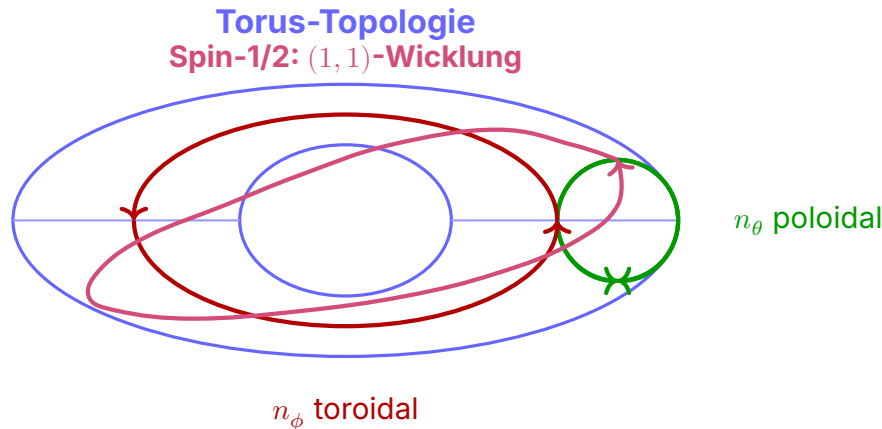 Torus-Topologie
Spin-1/2: (1, 1)-Wicklung
n_θ poloidal
n_ϕ toroidal